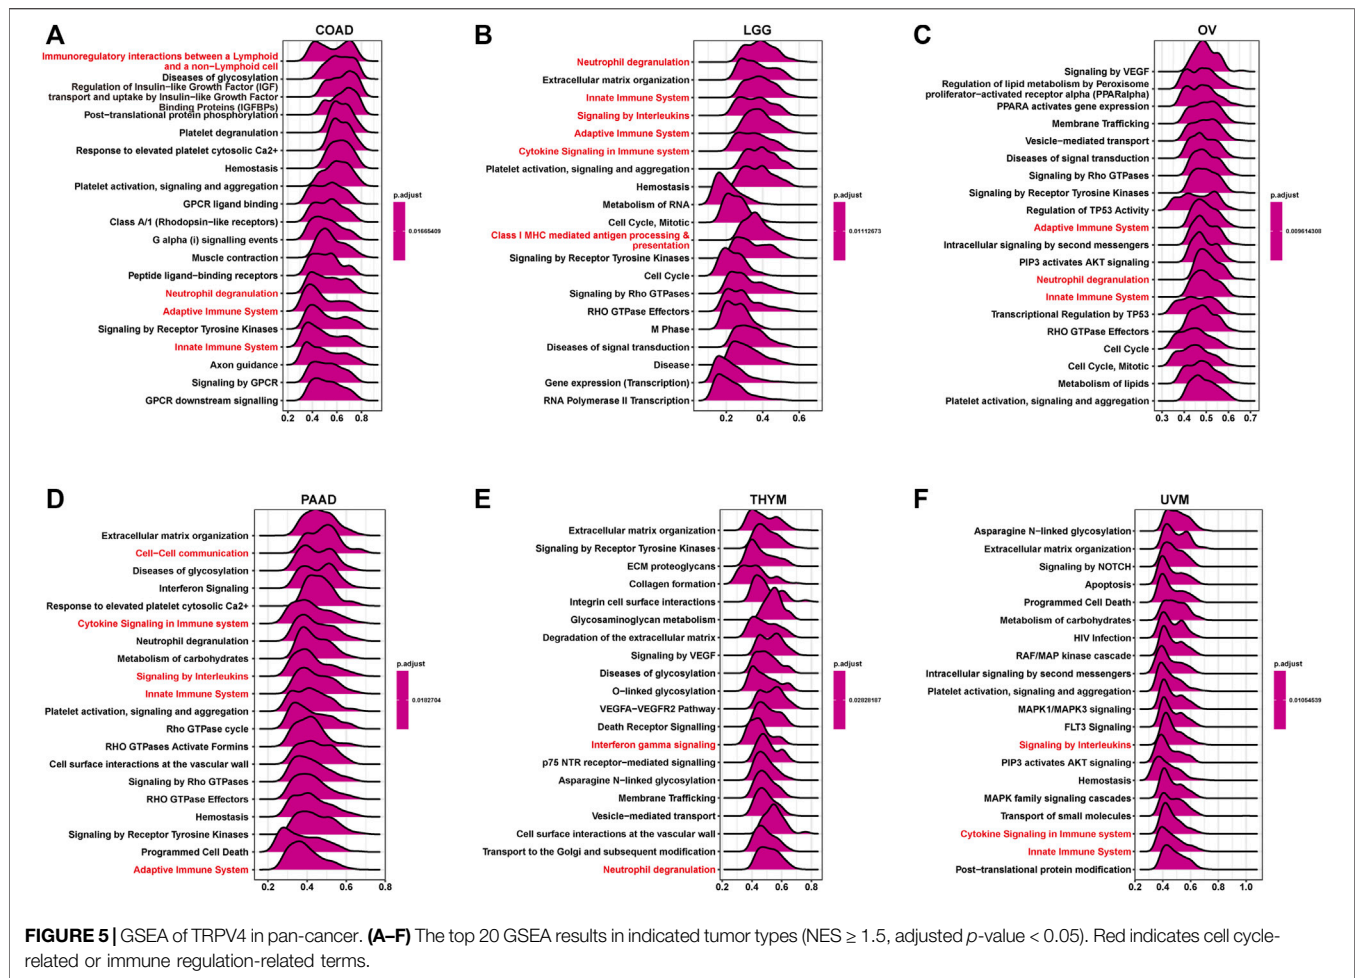 A
COAD
Immunoregulatory interactions between a Lymphoid
and a non−Lymphoid cell
Diseases of glycosylation
Regulation of Insulin−like Growth Factor (IGF)
transport and uptake by Insulin−like Growth Factor
Binding Proteins (IGFBPs)
Post−translational protein phosphorylation
Platelet degranulation
Response to elevated platelet cytosolic Ca2+
Hemostasis
Platelet activation, signaling and aggregation
GPCR ligand binding
Class A/1 (Rhodopsin−like receptors)
G alpha (i) signalling events
Muscle contraction
Peptide ligand−binding receptors
Neutrophil degranulation
Adaptive Immune System
Signaling by Receptor Tyrosine Kinases
Innate Immune System
Axon guidance
Signaling by GPCR
GPCR downstream signalling
0.2 0.4 0.6 0.8
p.adjust
0.01665409
B
LGG
Neutrophil degranulation
Extracellular matrix organization
Innate Immune System
Signaling by Interleukins
Adaptive Immune System
Cytokine Signaling in Immune system
Platelet activation, signaling and aggregation
Hemostasis
Metabolism of RNA
Cell Cycle, Mitotic
Class I MHC mediated antigen processing &
presentation
Signaling by Receptor Tyrosine Kinases
Cell Cycle
Signaling by Rho GTPases
RHO GTPase Effectors
M Phase
Diseases of signal transduction
Disease
Gene expression (Transcription)
RNA Polymerase II Transcription
0.2 0.4 0.6
p.adjust
0.01112673
C
OV
Signaling by VEGF
Regulation of lipid metabolism by Peroxisome
proliferator−activated receptor alpha (PPARalpha)
PPARA activates gene expression
Membrane Trafficking
Vesicle−mediated transport
Diseases of signal transduction
Signaling by Rho GTPases
Signaling by Receptor Tyrosine Kinases
Regulation of TP53 Activity
Adaptive Immune System
Intracellular signaling by second messengers
PIP3 activates AKT signaling
Neutrophil degranulation
Innate Immune System
Transcriptional Regulation by TP53
RHO GTPase Effectors
Cell Cycle
Cell Cycle, Mitotic
Metabolism of lipids
Platelet activation, signaling and aggregation
0.3 0.4 0.5 0.6 0.7
p.adjust
0.009614308
D
PAAD
Extracellular matrix organization
Cell−Cell communication
Diseases of glycosylation
Interferon Signaling
Response to elevated platelet cytosolic Ca2+
Cytokine Signaling in Immune system
Neutrophil degranulation
Metabolism of carbohydrates
Signaling by Interleukins
Innate Immune System
Platelet activation, signaling and aggregation
Rho GTPase cycle
RHO GTPases Activate Formins
Cell surface interactions at the vascular wall
Signaling by Rho GTPases
RHO GTPase Effectors
Hemostasis
Signaling by Receptor Tyrosine Kinases
Programmed Cell Death
Adaptive Immune System
0.2 0.4 0.6 0.8
p.adjust
0.0182704
E
THYM
Extracellular matrix organization
Signaling by Receptor Tyrosine Kinases
ECM proteoglycans
Collagen formation
Integrin cell surface interactions
Glycosaminoglycan metabolism
Degradation of the extracellular matrix
Signaling by VEGF
Diseases of glycosylation
O−linked glycosylation
VEGFA−VEGFR2 Pathway
Death Receptor Signalling
Interferon gamma signaling
p75 NTR receptor−mediated signalling
Asparagine N−linked glycosylation
Membrane Trafficking
Vesicle−mediated transport
Cell surface interactions at the vascular wall
Transport to the Golgi and subsequent modification
Neutrophil degranulation
0.2 0.4 0.6 0.8
p.adjust
0.02020187
F
UVM
Asparagine N−linked glycosylation
Extracellular matrix organization
Signaling by NOTCH
Apoptosis
Programmed Cell Death
Metabolism of carbohydrates
HIV Infection
RAF/MAP kinase cascade
Intracellular signaling by second messengers
Platelet activation, signaling and aggregation
MAPK1/MAPK3 signaling
FLT3 Signaling
Signaling by Interleukins
PIP3 activates AKT signaling
Hemostasis
MAPK family signaling cascades
Transport of small molecules
Cytokine Signaling in Immune system
Innate Immune System
Post−translational protein modification
0.2 0.4 0.6 0.8 1.0
p.adjust
0.01054539
FIGURE 5 | GSEA of TRPV4 in pan-cancer. (A–F) The top 20 GSEA results in indicated tumor types (NES ≥ 1.5, adjusted p-value < 0.05). Red indicates cell cycle-
related or immune regulation-related terms.